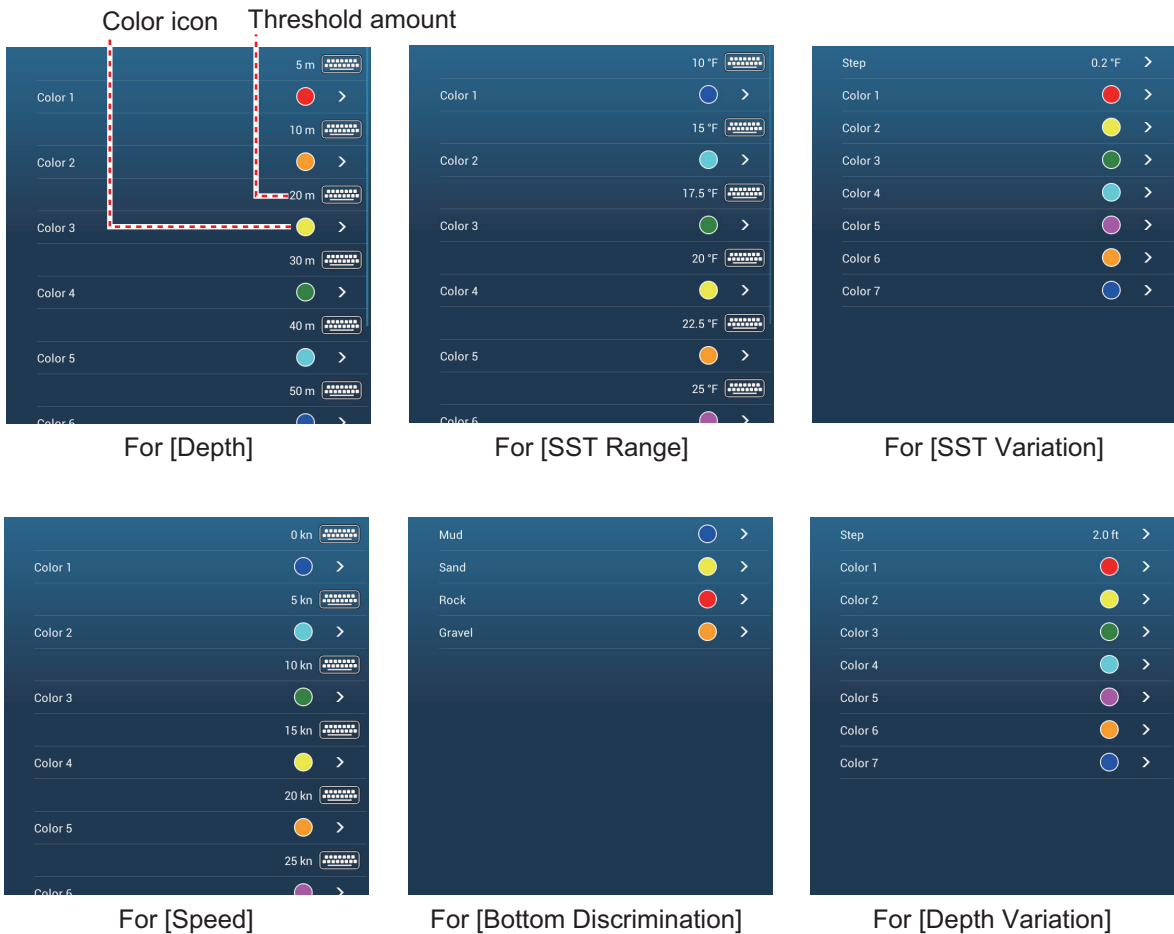 Color icon
Threshold amount
5 m
Color 1
10 m
Color 2
20 m
Color 3
30 m
Color 4
40 m
Color 5
50 m
Color 6
For [Depth]
10 °F
Color 1
15 °F
Color 2
17.5 °F
Color 3
20 °F
Color 4
22.5 °F
Color 5
25 °F
Color 6
For [SST Range]
Step 0.2 °F
Color 1
Color 2
Color 3
Color 4
Color 5
Color 6
Color 7
For [SST Variation]
0 kn
Color 1
5 kn
Color 2
10 kn
Color 3
15 kn
Color 4
20 kn
Color 5
25 kn
Color 6
For [Speed]
Mud
Sand
Rock
Gravel
For [Bottom Discrimination]
Step 2.0 ft
Color 1
Color 2
Color 3
Color 4
Color 5
Color 6
Color 7
For [Depth Variation]